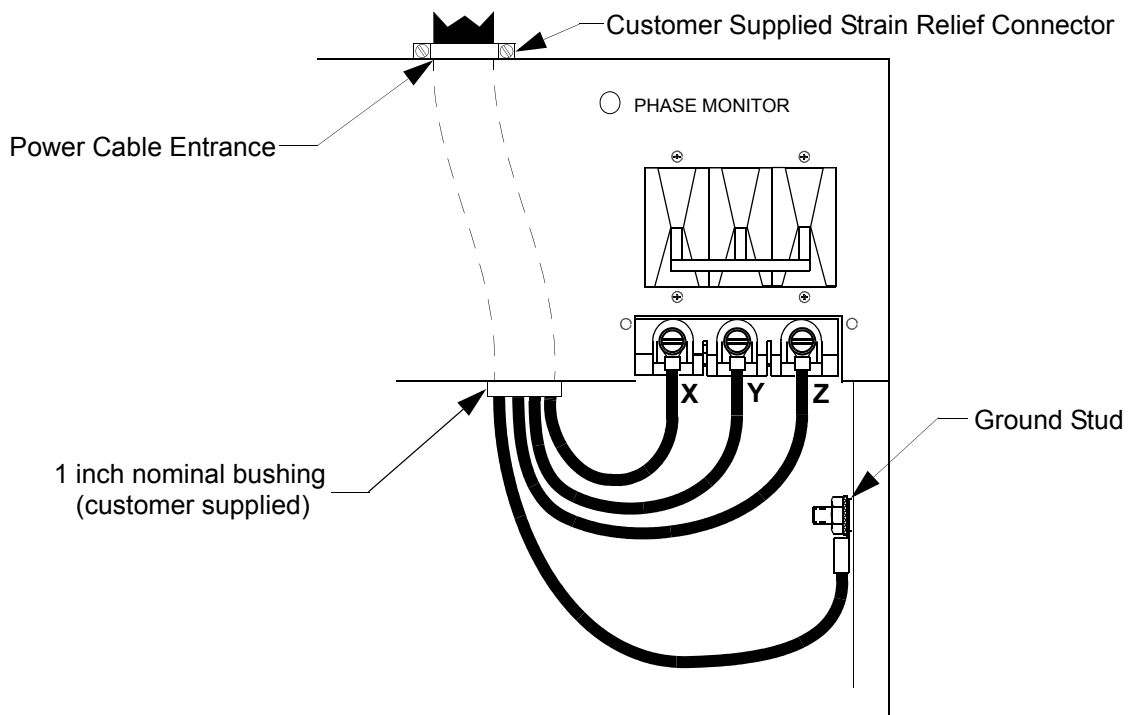 Customer Supplied Strain Relief Connector
PHASE MONITOR
Power Cable Entrance
X Y Z
Ground Stud
1 inch nominal bushing
(customer supplied)